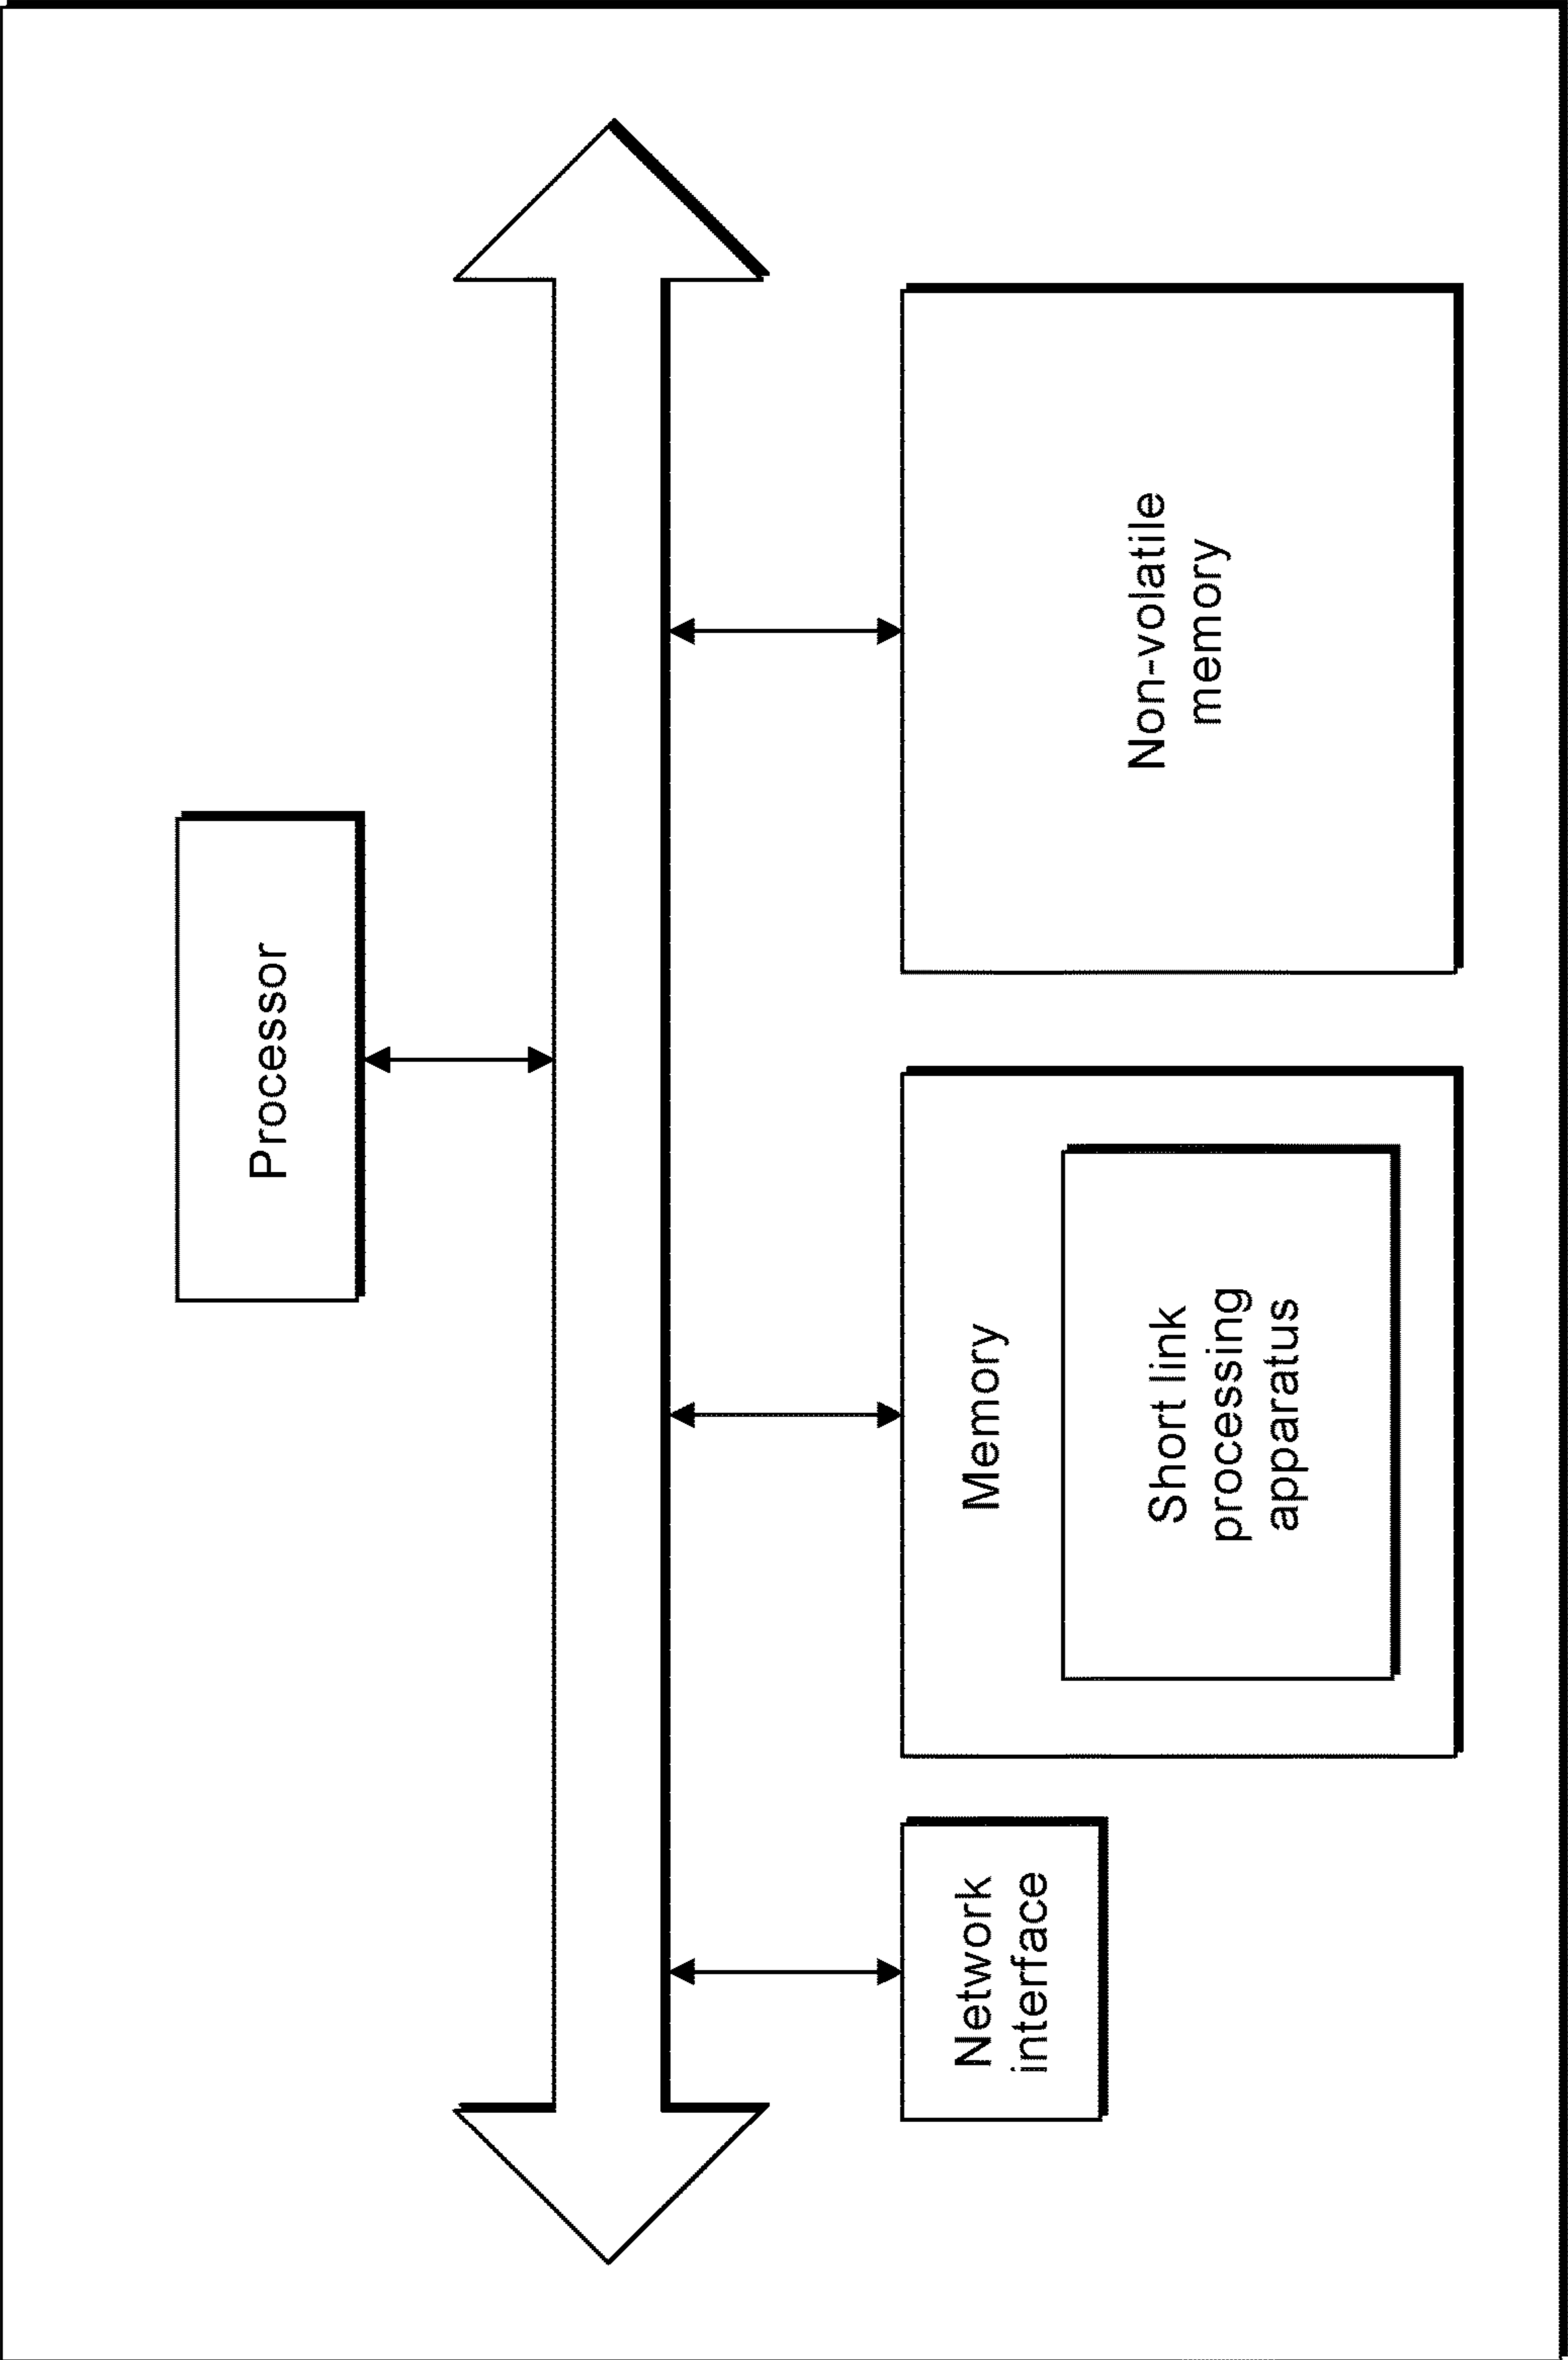 Processor
Network
interface
Memory
Short link
processing
apparatus
Non-volatile
memory